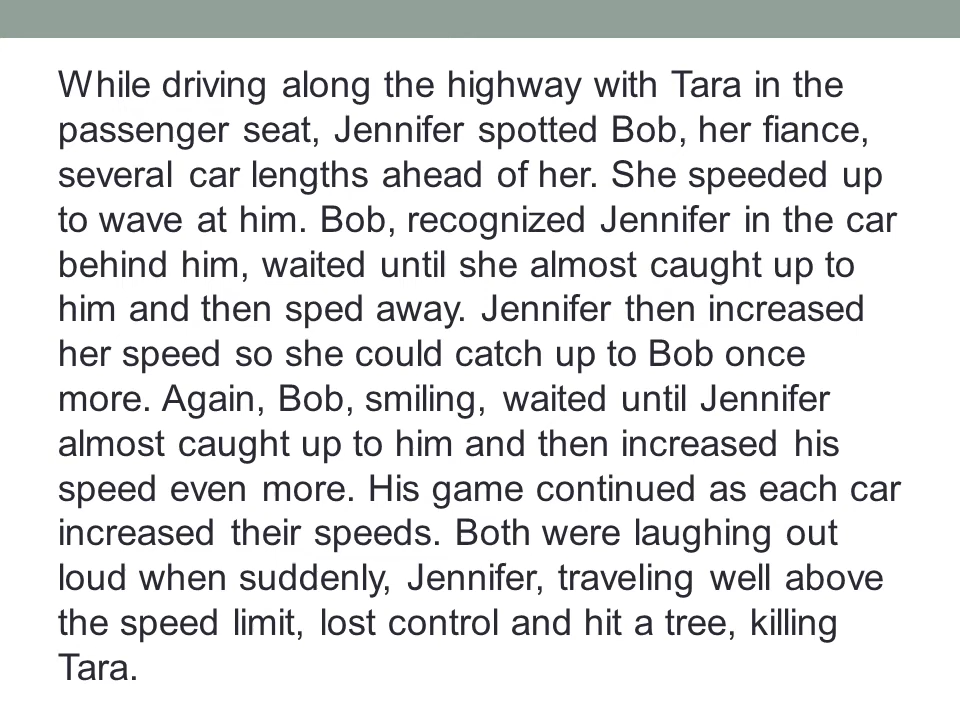 While driving along the highway with Tara in the
passenger seat, Jennifer spotted Bob, her fiance,
several car lengths ahead of her. She speeded up
to wave at him. Bob, recognized Jennifer in the car
behind him, waited until she almost caught up to
him and then sped away. Jennifer then increased
her speed so she could catch up to Bob once
more. Again, Bob, smiling, waited until Jennifer
almost caught up to him and then increased his
speed even more. His game continued as each car
increased their speeds. Both were laughing out
loud when suddenly, Jennifer, traveling well above
the speed limit, lost control and hit a tree, killing
Tara.